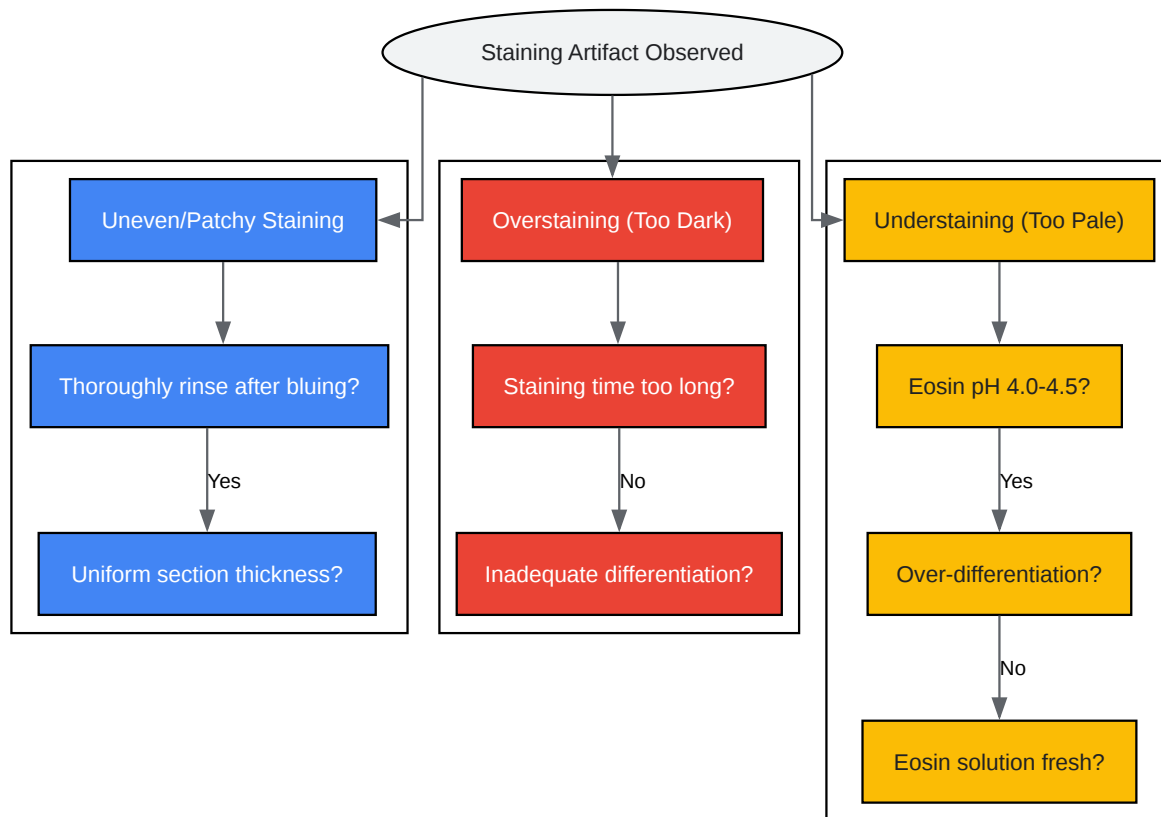 Staining Artifact Observed
Uneven/Patchy Staining
Overstaining (Too Dark)
Understaining (Too Pale)
Thoroughly rinse after bluing?
Staining time too long?
Eosin pH 4.0-4.5?
Yes
No
Yes
Uniform section thickness?
Inadequate differentiation?
Over-differentiation?
No
Eosin solution fresh?